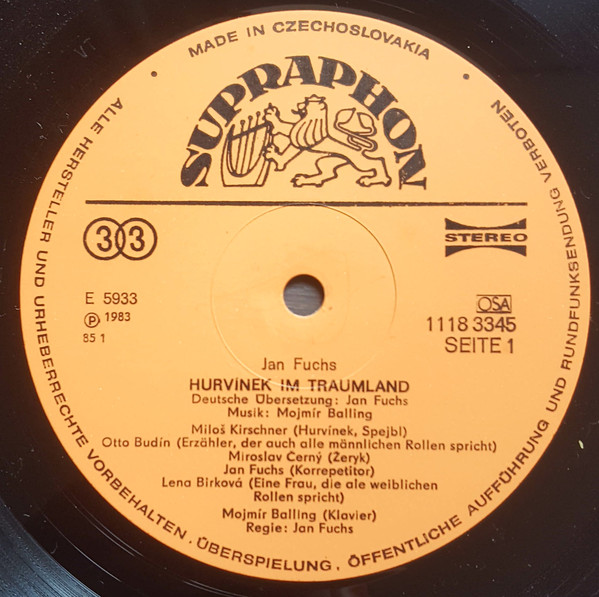 MADE IN CZECHOSLOVAKIA
SUPRAPHON
33
STEREO
E 5933
Ⓟ 1983
85 1
OSA
1118 3345
SEITE 1
Jan Fuchs
HURVÍNEK IM TRAUMLAND
Deutsche Übersetzung: Jan Fuchs
Musik: Mojmír Balling
Miloš Kirschner (Hurvínek, Spejbl)
Otto Budín (Erzähler, der auch alle männlichen Rollen spricht)
Miroslav Černý (Žeryk)
Jan Fuchs (Korrepetitor)
Lena Birková (Eine Frau, die ale weiblichen
Rollen spricht)
Mojmír Balling (Klavier)
Regie: Jan Fuchs
ALLE HERSTELLER UND URHEBERRECHTE VORBEHALTEN . ÜBERSPIELUNG, ÖFFENTLICHE AUFFÜHRUNG UND RUNDFUNKSENDUNG VERBOTEN
VT